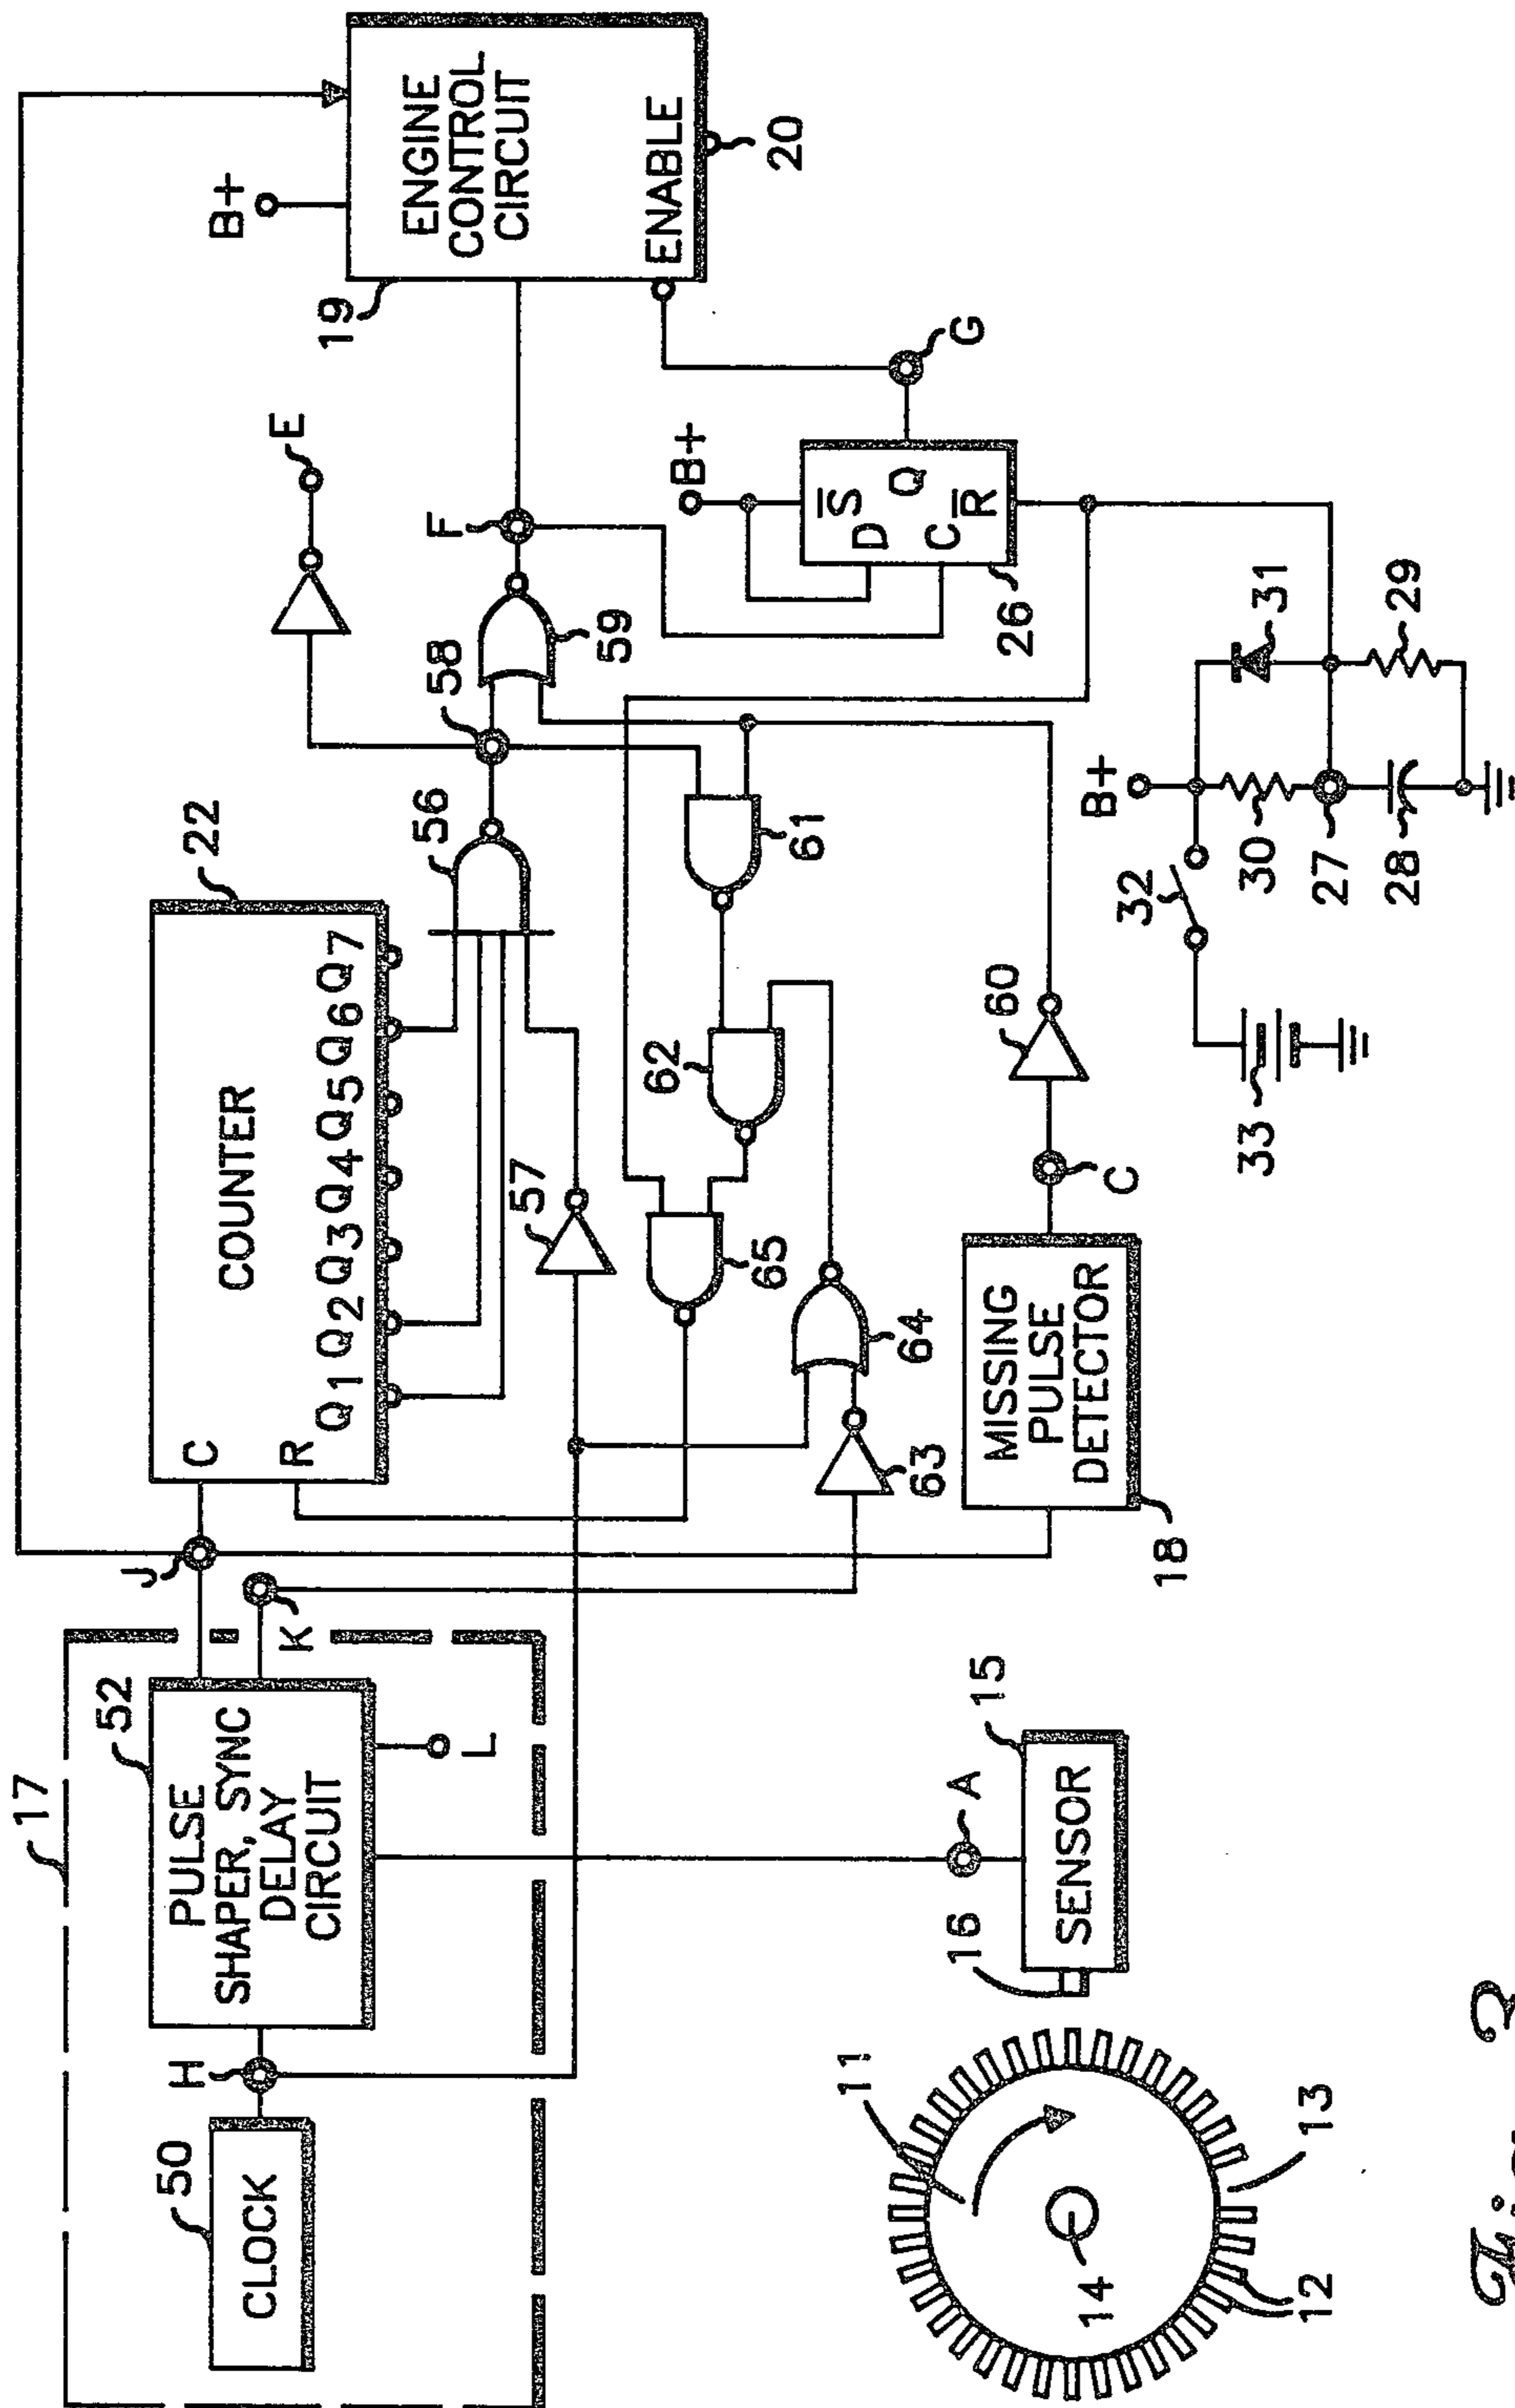 17
50
CLOCK
H
52
PULSE
SHAPER, SYNC
DELAY
CIRCUIT
L
K
J
C
R
COUNTER
22
Q1 Q2 Q3 Q4 Q5 Q6 Q7
57
56
58
E
B+
19
ENGINE
CONTROL
CIRCUIT
ENABLE
20
F
59
61
62
65
64
63
B+
S
D
Q
C
R
26
G
11
12
13
14
16
A
15
SENSOR
MISSING
PULSE
DETECTOR
18
C
60
33
32
B+
30
27
28
31
29
Fig. 3